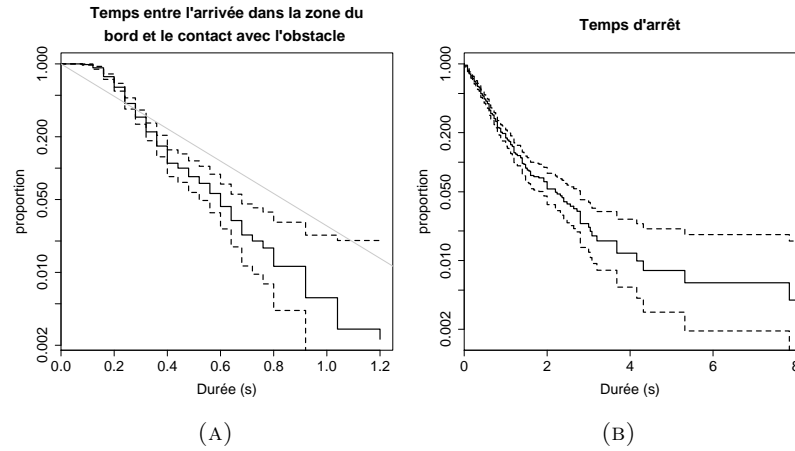 Temps entre l'arrivée dans la zone du
bord et le contact avec l'obstacle
proportion
1.000
0.200
0.050
0.010
0.002
0.0 0.2 0.4 0.6 0.8 1.0 1.2
Durée (s)
(A)
Temps d'arrêt
proportion
1.000
0.200
0.050
0.010
0.002
0 2 4 6 8
Durée (s)
(B)